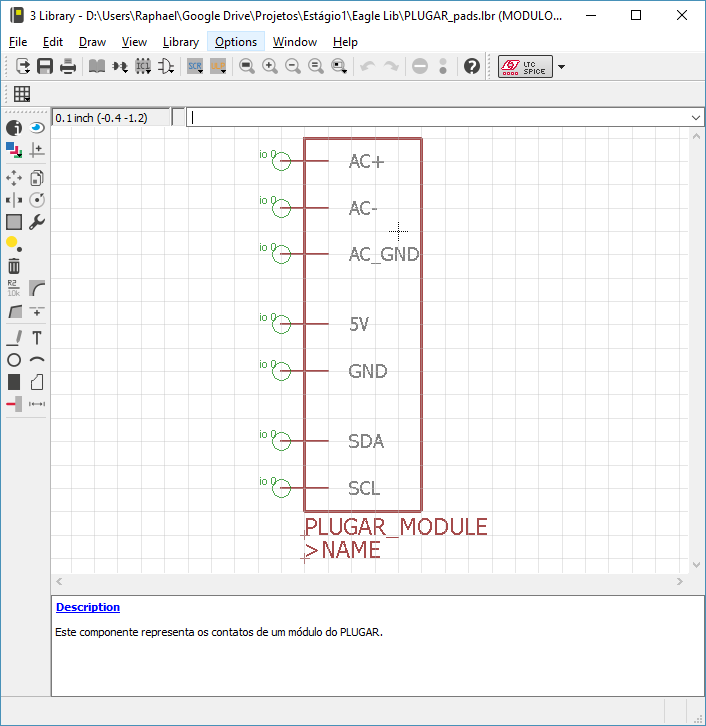 3 Library - D:\Users\Raphael\Google Drive\Projetos\Estágio1\Eagle Lib\PLUGAR_pads.lbr (MODULO...
File Edit Draw View Library Options Window Help
SCR
LTC
SPICE
0.1 inch (-0.4 -1.2)
R2
10k
io 0
AC+
io 0
AC-
io 0
AC_GND
io 0
5V
io 0
GND
io 0
SDA
io 0
SCL
PLUGAR_MODULE
>NAME
Description
Este componente representa os contatos de um módulo do PLUGAR.